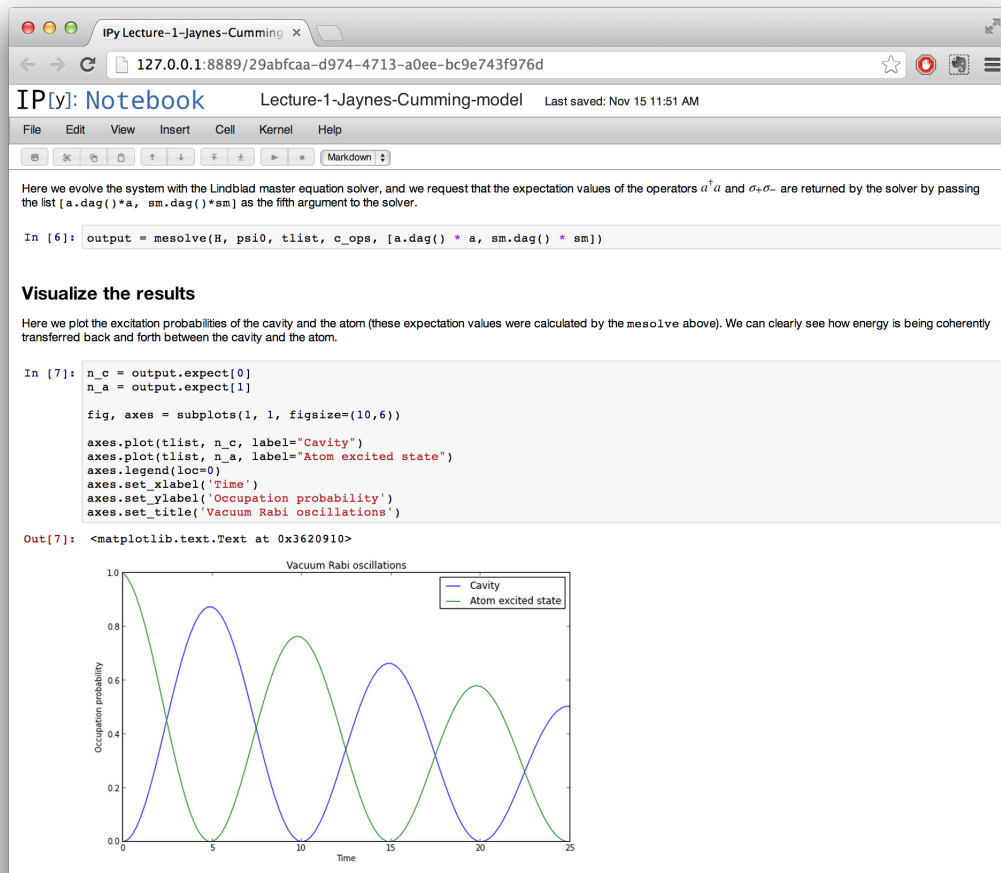 IPy Lecture-1-Jaynes-Cumming
127.0.0.1:8889/29abfcaa-d974-4713-a0ee-bc9e743f976d
IP[y]: Notebook Lecture-1-Jaynes-Cumming-model Last saved: Nov 15 11:51 AM
File Edit View Insert Cell Kernel Help
Markdown
Here we evolve the system with the Lindblad master equation solver, and we request that the expectation values of the operators a†a and σ+σ− are returned by the solver by passing
the list [a.dag()*a, sm.dag()*sm] as the fifth argument to the solver.
In [6]: output = mesolve(H, psi0, tlist, c_ops, [a.dag() * a, sm.dag() * sm])
Visualize the results
Here we plot the excitation probabilities of the cavity and the atom (these expectation values were calculated by the mesolve above). We can clearly see how energy is being coherently
transferred back and forth between the cavity and the atom.
In [7]: n_c = output.expect[0]
n_a = output.expect[1]
fig, axes = subplots(1, 1, figsize=(10,6))
axes.plot(tlist, n_c, label="Cavity")
axes.plot(tlist, n_a, label="Atom excited state")
axes.legend(loc=0)
axes.set_xlabel('Time')
axes.set_ylabel('Occupation probability')
axes.set_title('Vacuum Rabi oscillations')
Out[7]: <matplotlib.text.Text at 0x3620910>
Vacuum Rabi oscillations
Cavity
Atom excited state
1.0
0.8
0.6
0.4
0.2
0.0
Occupation probability
0 5 10 15 20 25
Time